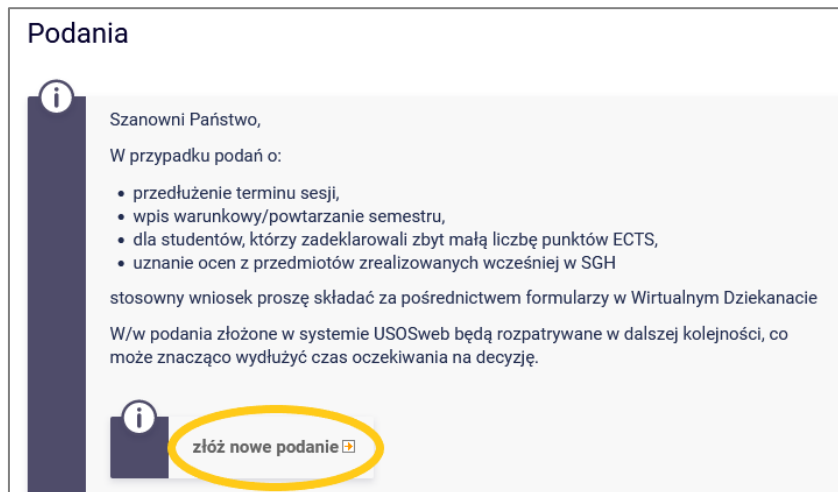 Podania
Szanowni Państwo,
W przypadku podań o:
• przedłużenie terminu sesji,
• wpis warunkowy/powtarzanie semestru,
• dla studentów, którzy zadeklarowali zbyt małą liczbę punktów ECTS,
• uznanie ocen z przedmiotów zrealizowanych wcześniej w SGH
stosowny wniosek proszę składać za pośrednictwem formularzy w Wirtualnym Dziekanacie
W/w podania złożone w systemie USOSweb będą rozpatrywane w dalszej kolejności, co
może znacząco wydłużyć czas oczekiwania na decyzję.
złóż nowe podanie